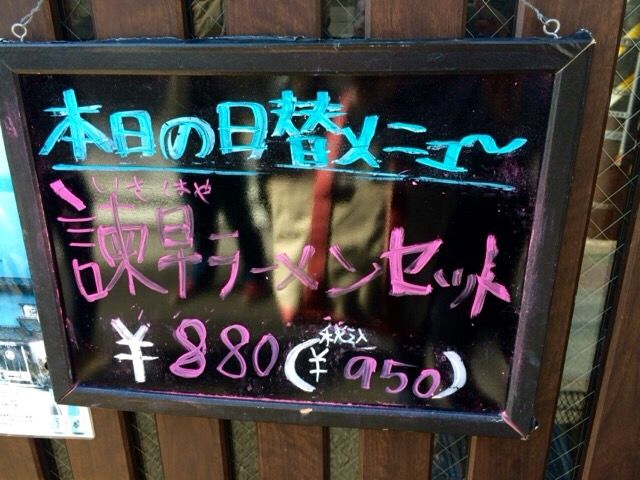 本日の日替メニュ～
いさはや
諫早ラーメンセット
¥880(税込¥950)